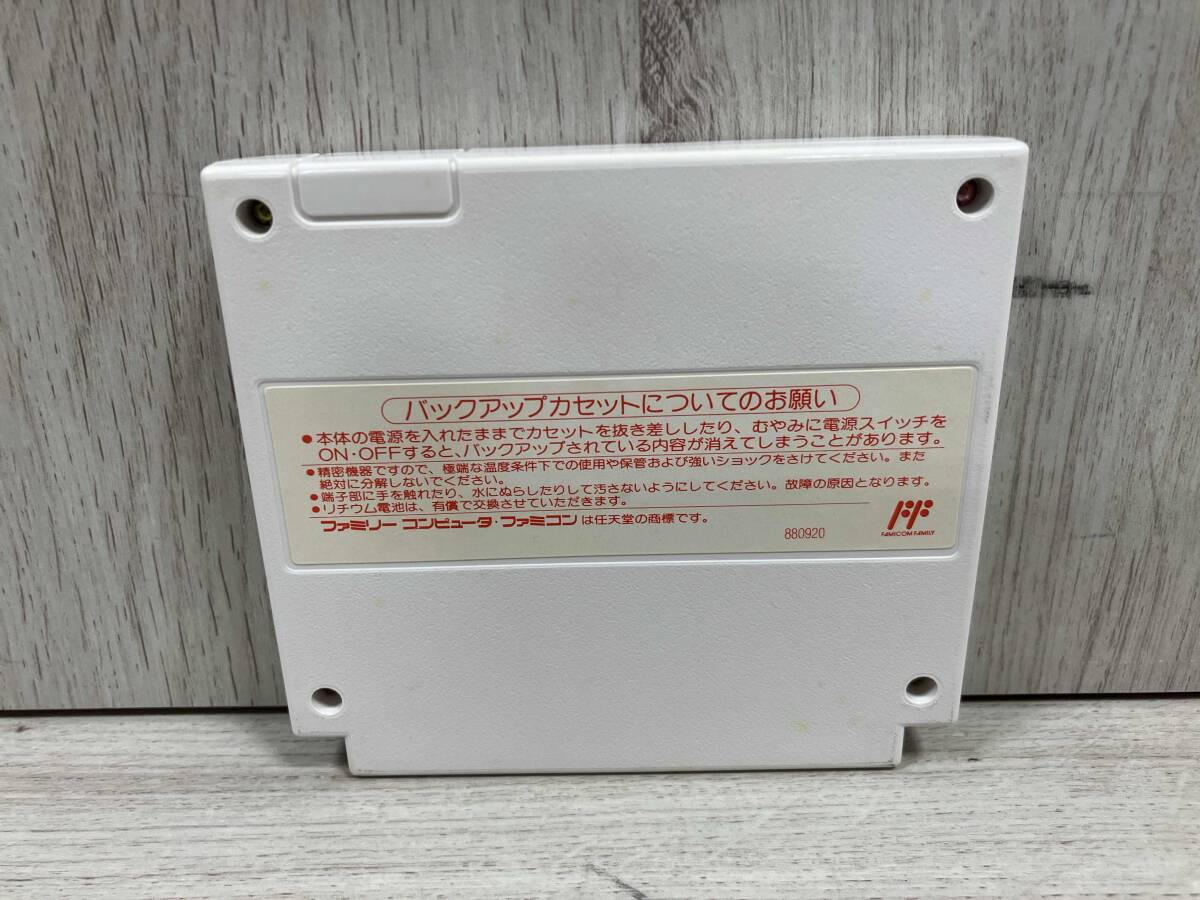 バックアップカセットについてのお願い
●本体の電源を入れたままでカセットを抜き差ししたり、むやみに電源スイッチを
ON・OFFすると、バックアップされている内容が消えてしまうことがあります。
●精密機器ですので、極端な温度条件下での使用や保管および強いショックをさけてください。また
絶対に分解しないでください。
●端子部に手を触れたり、水にぬらしたりして汚さないようにしてください。故障の原因となります。
●リチウム電池は、有償で交換させていただきます。
ファミリーコンピュータ・ファミコンは任天堂の商標です。
880920
FAMICOM FAMILY